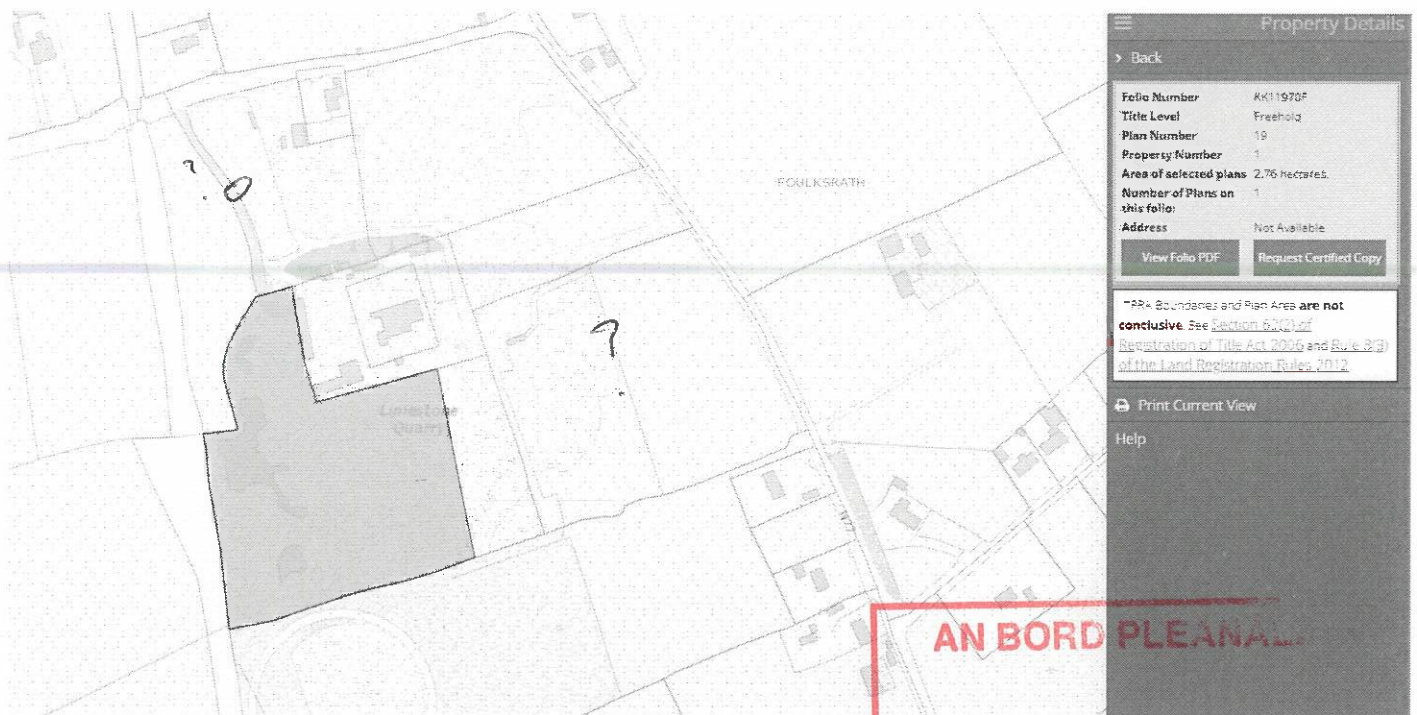 Property Details
> Back
Folio Number KK11970F
Title Level Freehold
Plan Number 19
Property Number 1
Area of selected plans 2.76 hectares.
Number of Plans on 1
this folio:
Address Not Available
View Folio PDF Request Certified Copy
Boundaries and Plan Area are not
conclusive. See Section 62(2) of
Registration of Title Act 2006 and Rule 8(3)
of the Land Registration Rules 2012
Print Current View
Help
?
FOULKSRATH
?
Limestone
Quarry
N77
AN BORD